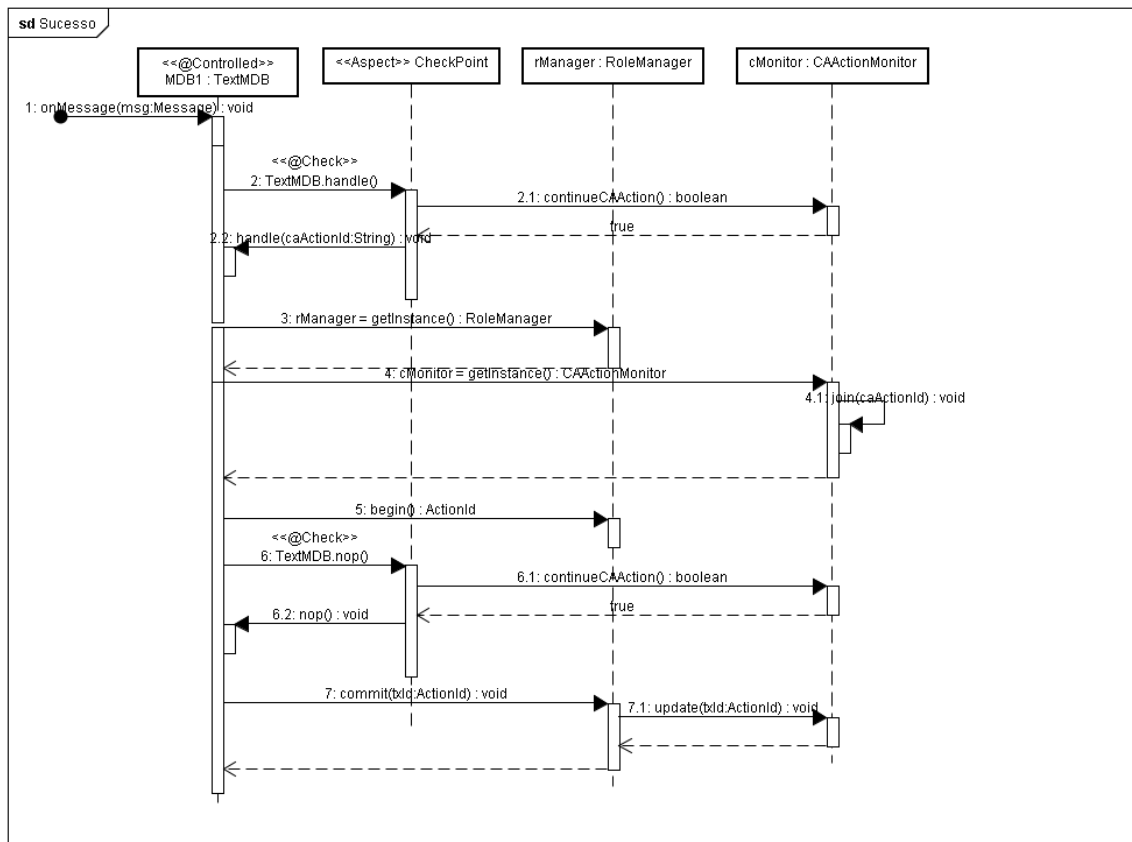 sd Sucesso
<<@Controlled>>
MDB1 : TextMDB
<<Aspect>> CheckPoint
rManager : RoleManager
cMonitor : CAActionMonitor
1: onMessage(msg:Message) : void
<<@Check>>
2: TextMDB.handle()
2.1: continueCAAction() : boolean
true
2.2: handle(caActionId:String) : void
3: rManager = getInstance() : RoleManager
4: cMonitor = getInstance() : CAActionMonitor
4.1: join(caActionId) : void
5: begin() : ActionId
<<@Check>>
6: TextMDB.nop()
6.1: continueCAAction() : boolean
true
6.2: nop() : void
7: commit(txId:ActionId) : void
7.1: update(txId:ActionId) : void